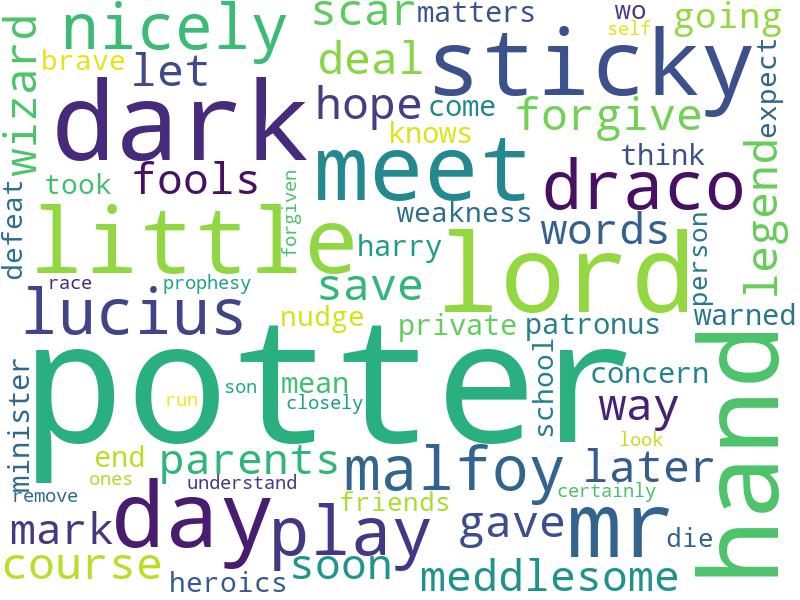 scar
matters
wo
self
going
nicely
sticky
wizard
brave
let
deal
hope
come
forgive
expect
dark
knows
meet
think
took
fools
draco
legend
defeat
little
forgiven
weakness
words
person
harry
lord
race
prophesy
save
warned
lucius
nudge
private
patronus
potter
hand
minister
run
son
mean
closely
school
concern
way
look
end
ones
parents
malfoy
later
remove
understand
friends
certainly
mark
day
play
gave
mr
die
course
soon
heroics
meddlesome